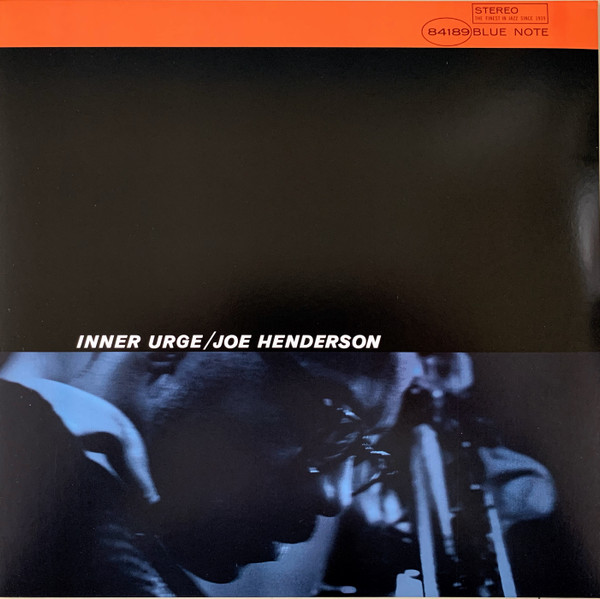 STEREO
THE FINEST IN JAZZ SINCE 1939
84189 BLUE NOTE
INNER URGE/JOE HENDERSON